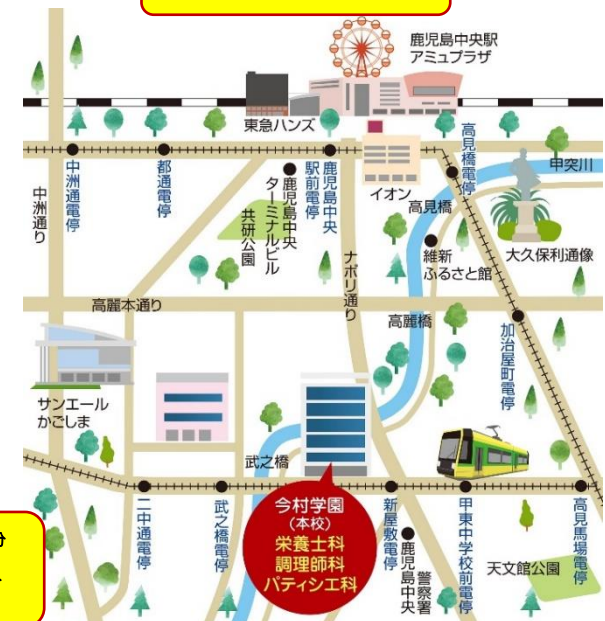 鹿児島中央駅
アミュプラザ
東急ハンズ
中洲通電停
都通電停
鹿児島中央
ターミナルビル
鹿児島中央
駅前電停
イオン
高見橋電停
甲突川
中洲通り
共研公園
高見橋
維新
ふるさと館
大久保利通像
ナポリ通り
高麗本通り
高麗橋
加治屋町電停
サンエール
かごしま
武之橋
今村学園
(本校)
栄養士科
調理師科
パティシエ科
二中通電停
武之橋電停
新屋敷電停
鹿児島中央
警察署
甲東中学校前電停
高見馬場電停
天文館公園